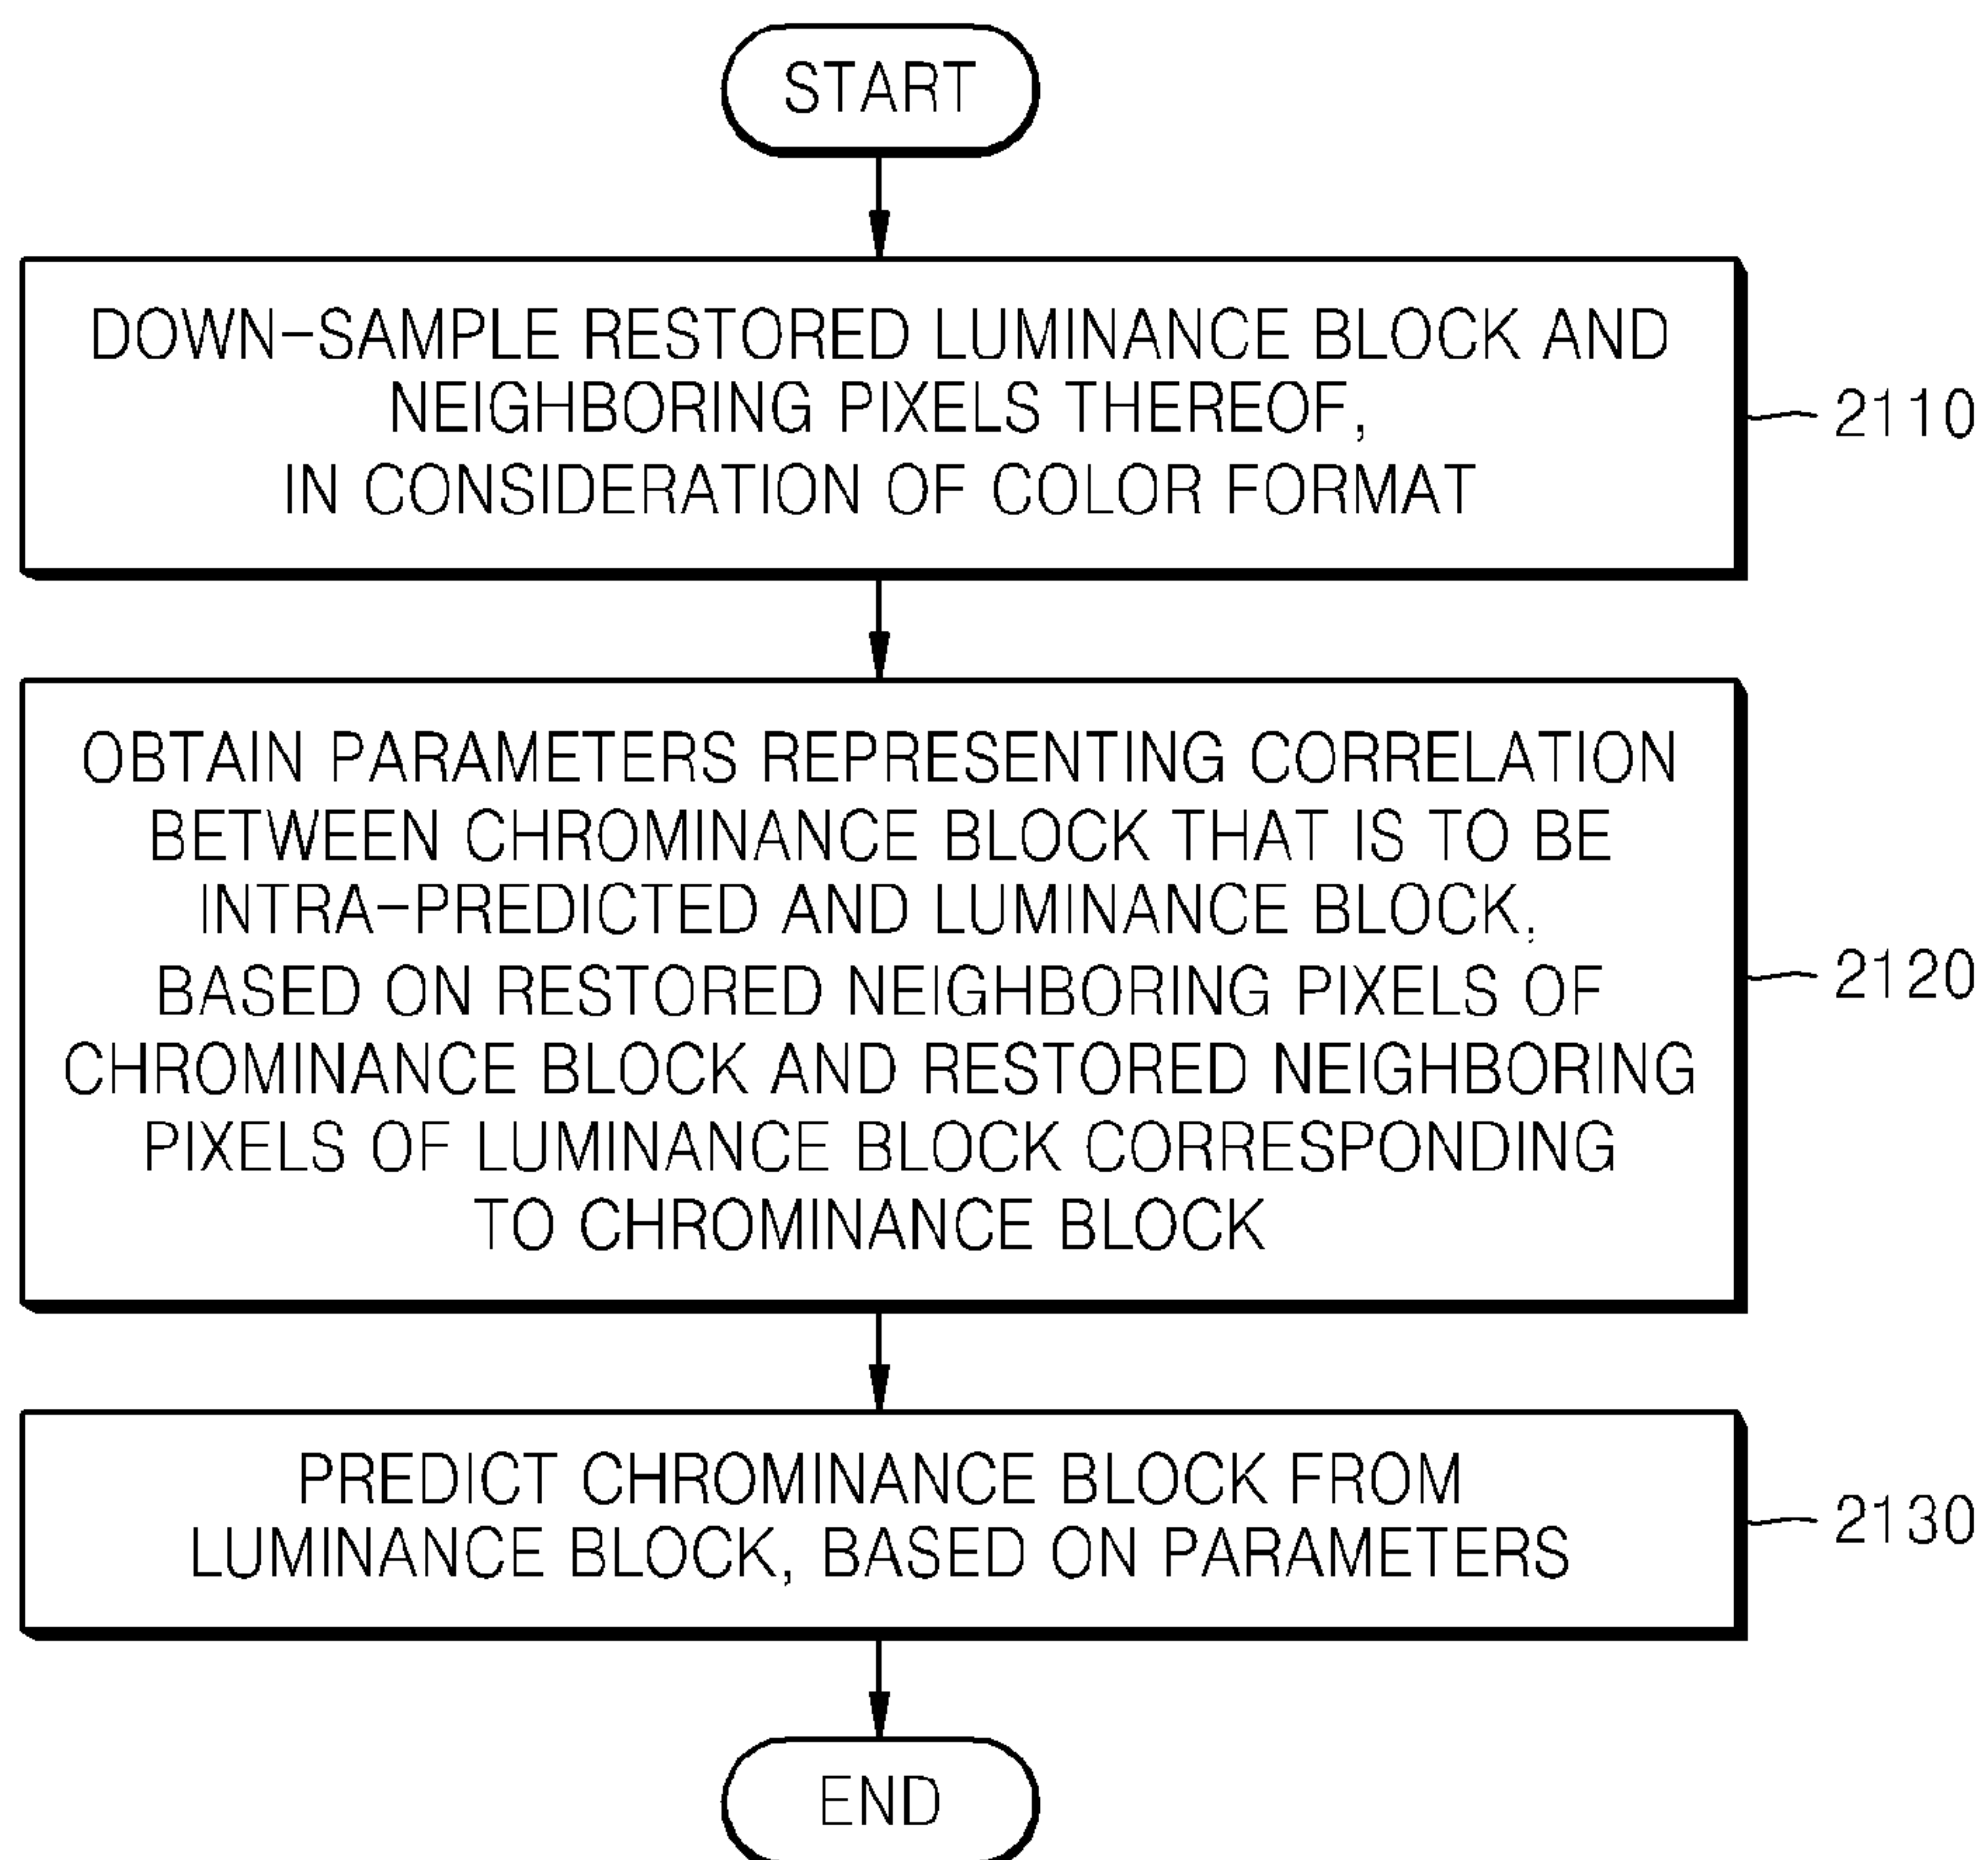 START
DOWN-SAMPLE RESTORED LUMINANCE BLOCK AND
NEIGHBORING PIXELS THEREOF,
IN CONSIDERATION OF COLOR FORMAT
2110
OBTAIN PARAMETERS REPRESENTING CORRELATION
BETWEEN CHROMINANCE BLOCK THAT IS TO BE
INTRA-PREDICTED AND LUMINANCE BLOCK,
BASED ON RESTORED NEIGHBORING PIXELS OF
CHROMINANCE BLOCK AND RESTORED NEIGHBORING
PIXELS OF LUMINANCE BLOCK CORRESPONDING
TO CHROMINANCE BLOCK
2120
PREDICT CHROMINANCE BLOCK FROM
LUMINANCE BLOCK, BASED ON PARAMETERS
2130
END